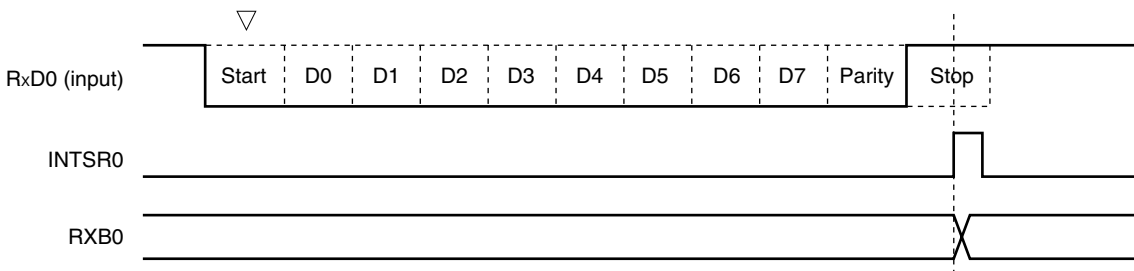 RxD0 (input) Start D0 D1 D2 D3 D4 D5 D6 D7 Parity Stop
INTSR0
RXB0